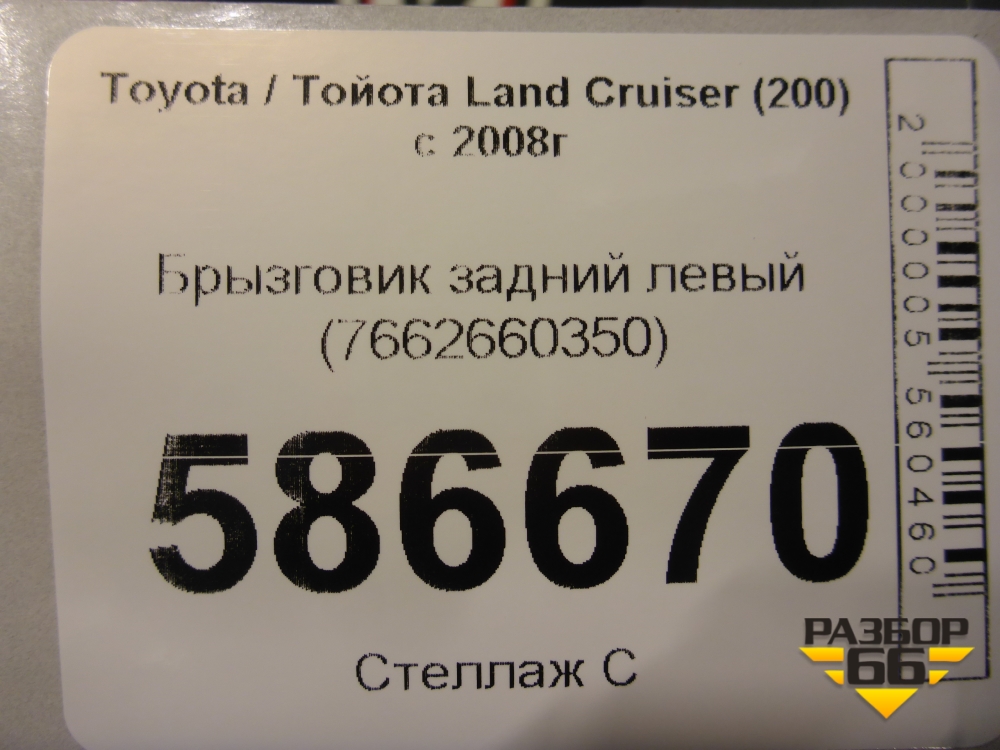 Toyota / Тойота Land Cruiser (200)
с 2008г
Брызговик задний левый
(7662660350)
586670
Стеллаж С
2000005560460
РАЗБОР
66